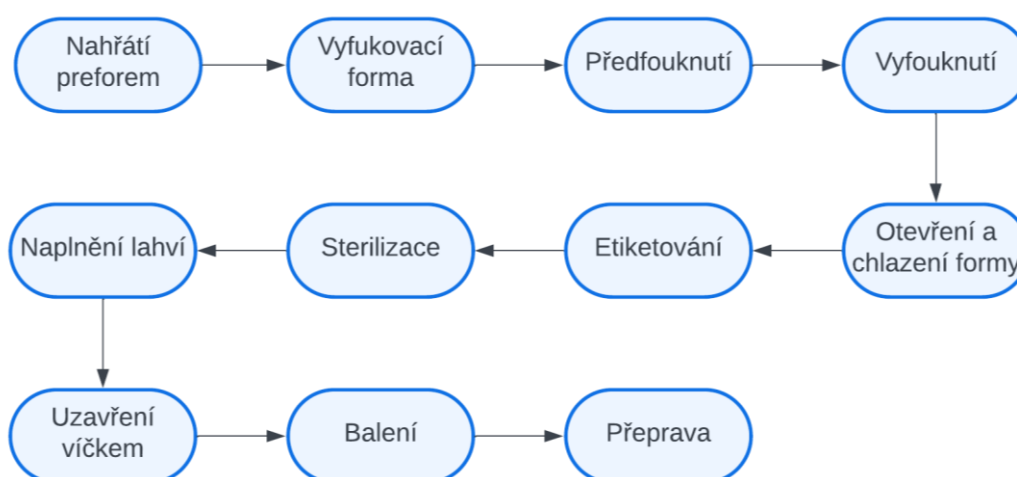 Nahřátí
preforem
Vyfukovací
forma
Předfouknutí
Vyfouknutí
Otevření a
chlazení formy
Etiketování
Sterilizace
Naplnění lahví
Uzavření
víčkem
Balení
Přeprava